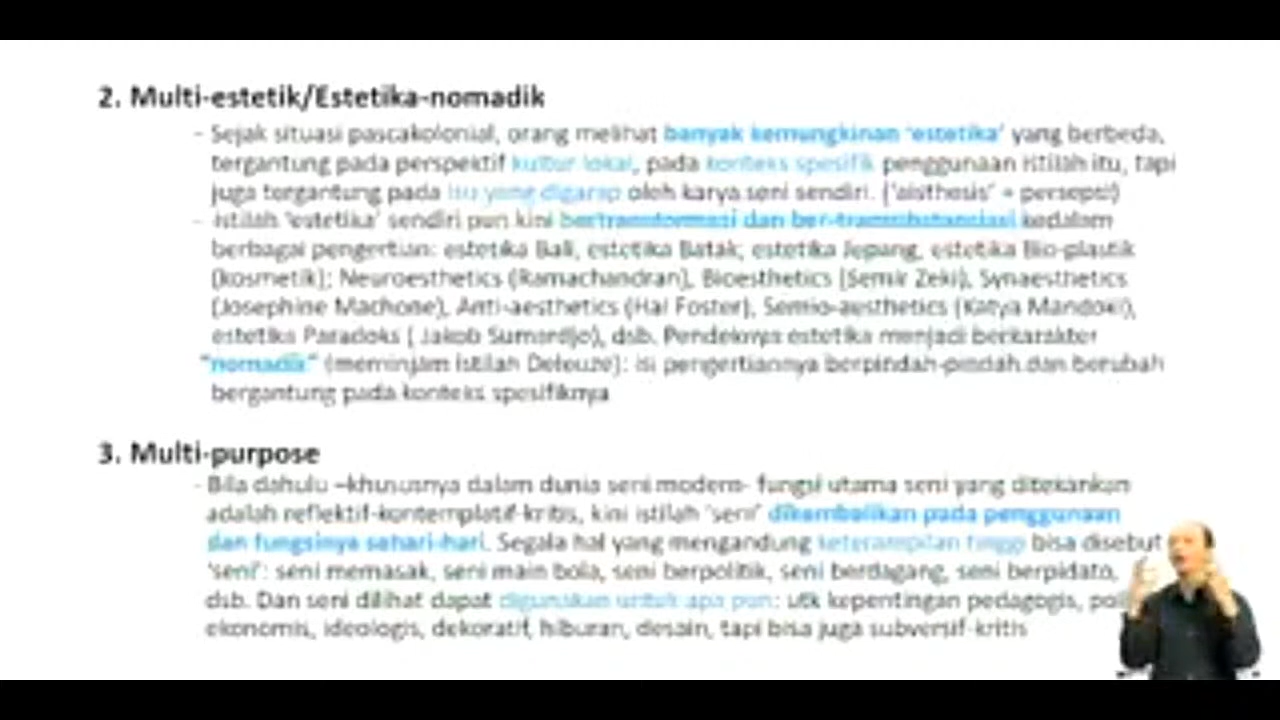 2. Multi-estetik/Estetika-nomadik
- Sejak situasi pascakolonial, orang melihat banyak kemungkinan 'estetika' yang berbeda,
tergantung pada perspektif kultur lokal, pada konteks spesifik penggunaan istilah itu, tapi
juga tergantung pada isu yang digarap oleh karya seni sendiri. ('aisthesis' = persepsi)
- Istilah 'estetika' sendiri pun kini bertransformasi dan ber-transubstansiasi kedalam
berbagai pengertian: estetika Bali, estetika Batak, estetika Jepang, estetika Bio-plastik
(kosmetik); Neuroesthetics (Ramachandran), Bioesthetics (Semir Zeki), Synaesthetics
(Josephine Machone), Anti-aesthetics (Hal Foster), Semio-aesthetics (Katya Mandoki),
estetika Paradoks ( Jakob Sumardjo), dsb. Pendeknya estetika menjadi berkarakter
"nomadik" (meminjam istilah Deleuze): isi pengertiannya berpindah-pindah dan berubah
bergantung pada konteks spesifiknya
3. Multi-purpose
- Bila dahulu –khususnya dalam dunia seni modern- fungsi utama seni yang ditekankan
adalah reflektif-kontemplatif-kritis, kini istilah 'seni' dikembalikan pada penggunaan
dan fungsinya sehari-hari. Segala hal yang mengandung keterampilan tinggi bisa disebut
'seni': seni memasak, seni main bola, seni berpolitik, seni berdagang, seni berpidato,
dsb. Dan seni dilihat dapat digunakan untuk apa pun: utk kepentingan pedagogis,
ekonomis, ideologis, dekoratif, hiburan, desain, tapi bisa juga subversif-kritis